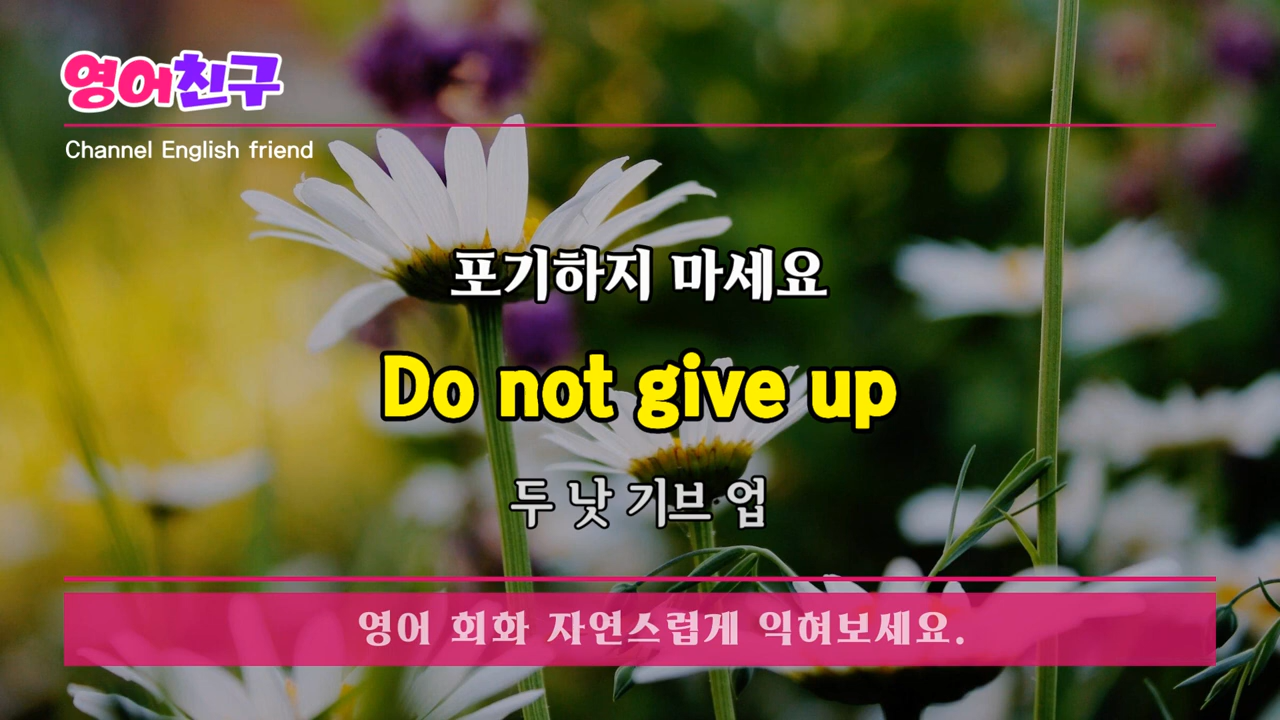 영어친구
Channel English friend
포기하지 마세요
Do not give up
두 낫 기브 업
영어 회화 자연스럽게 익혀보세요.